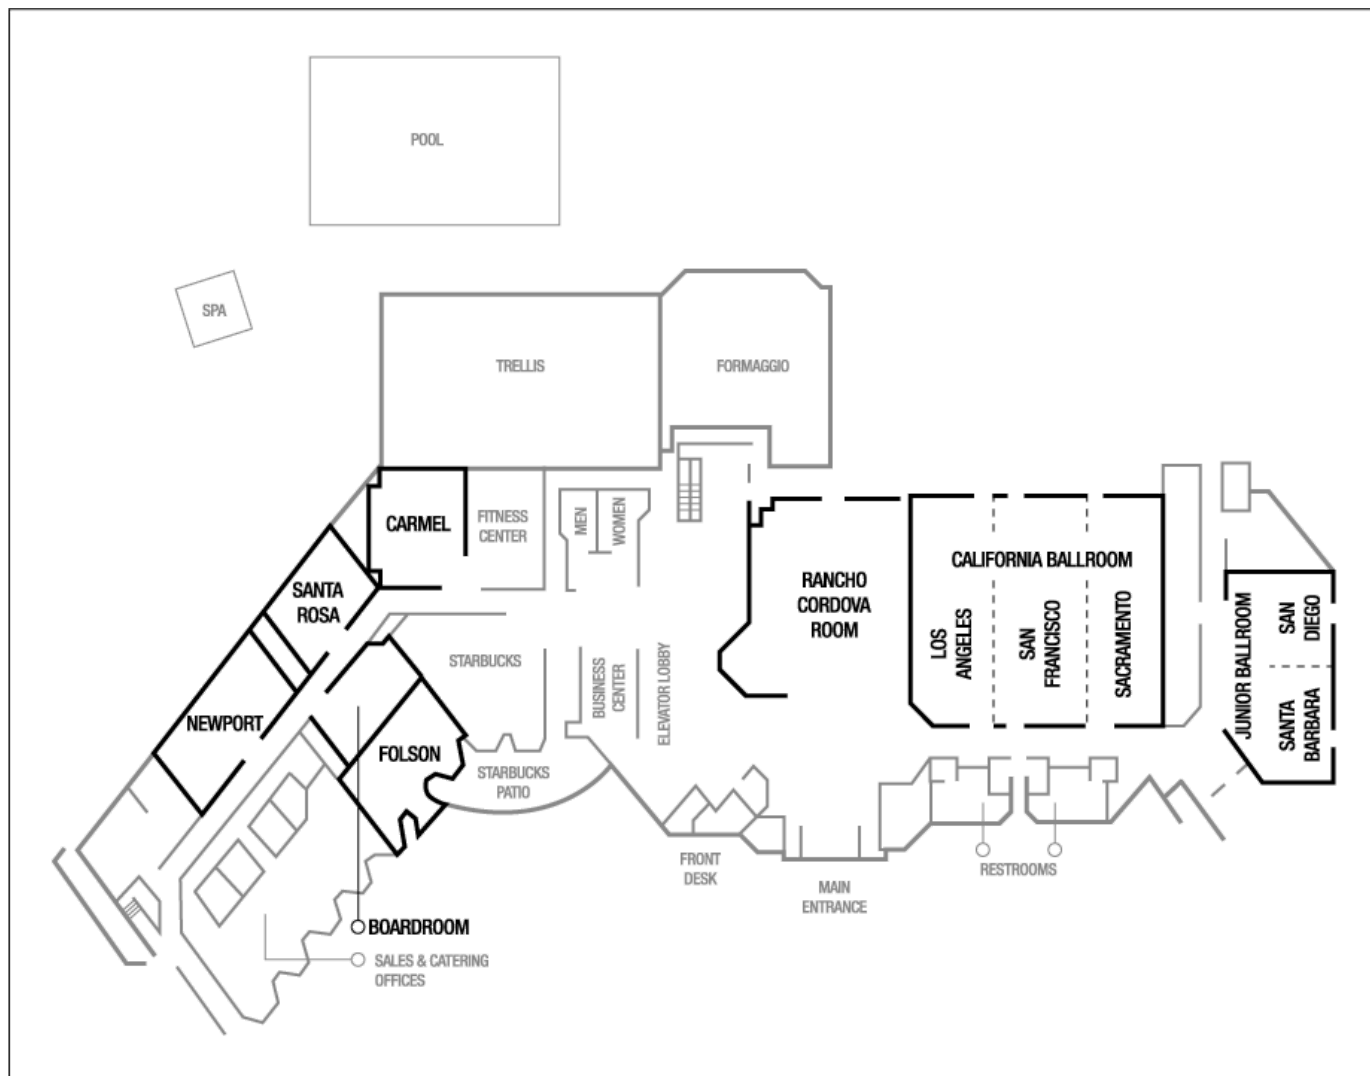 POOL
SPA
TRELLIS
FORMAGGIO
CARMEL
FITNESS
CENTER
MEN
WOMEN
SANTA
ROSA
RANCHO
CORDOVA
ROOM
CALIFORNIA BALLROOM
LOS
ANGELES
SAN
FRANCISCO
SACRAMENTO
JUNIOR BALLROOM
SAN
DIEGO
SANTA
BARBARA
STARBUCKS
BUSINESS
CENTER
ELEVATOR LOBBY
NEWPORT
FOLSON
STARBUCKS
PATIO
FRONT
DESK
MAIN
ENTRANCE
RESTROOMS
BOARDROOM
SALES & CATERING
OFFICES